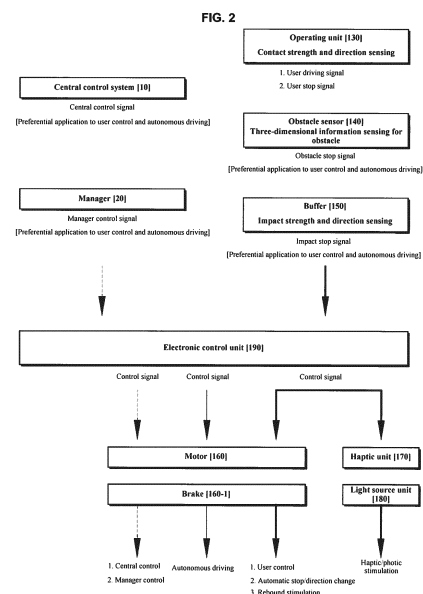 FIG. 2
Operating unit [130]
Contact strength and direction sensing
1. User driving signal
2. User stop signal
Central control system [10]
Central control signal
[Preferential application to user control and autonomous driving]
Obstacle sensor [140]
Three-dimensional information sensing for
obstacle
Obstacle stop signal
[Preferential application to user control and autonomous driving]
Manager [20]
Manager control signal
[Preferential application to user control and autonomous driving]
Buffer [150]
Impact strength and direction sensing
Impact stop signal
[Preferential application to user control and autonomous driving]
Electronic control unit [190]
Control signal
Control signal
Control signal
Motor [160]
Haptic unit [170]
Brake [160-1]
Light source unit
[180]
1. Central control
2. Manager control
Autonomous driving
1. User control
2. Automatic stop/direction change
3. Rebound stimulation
Haptic/photic
stimulation